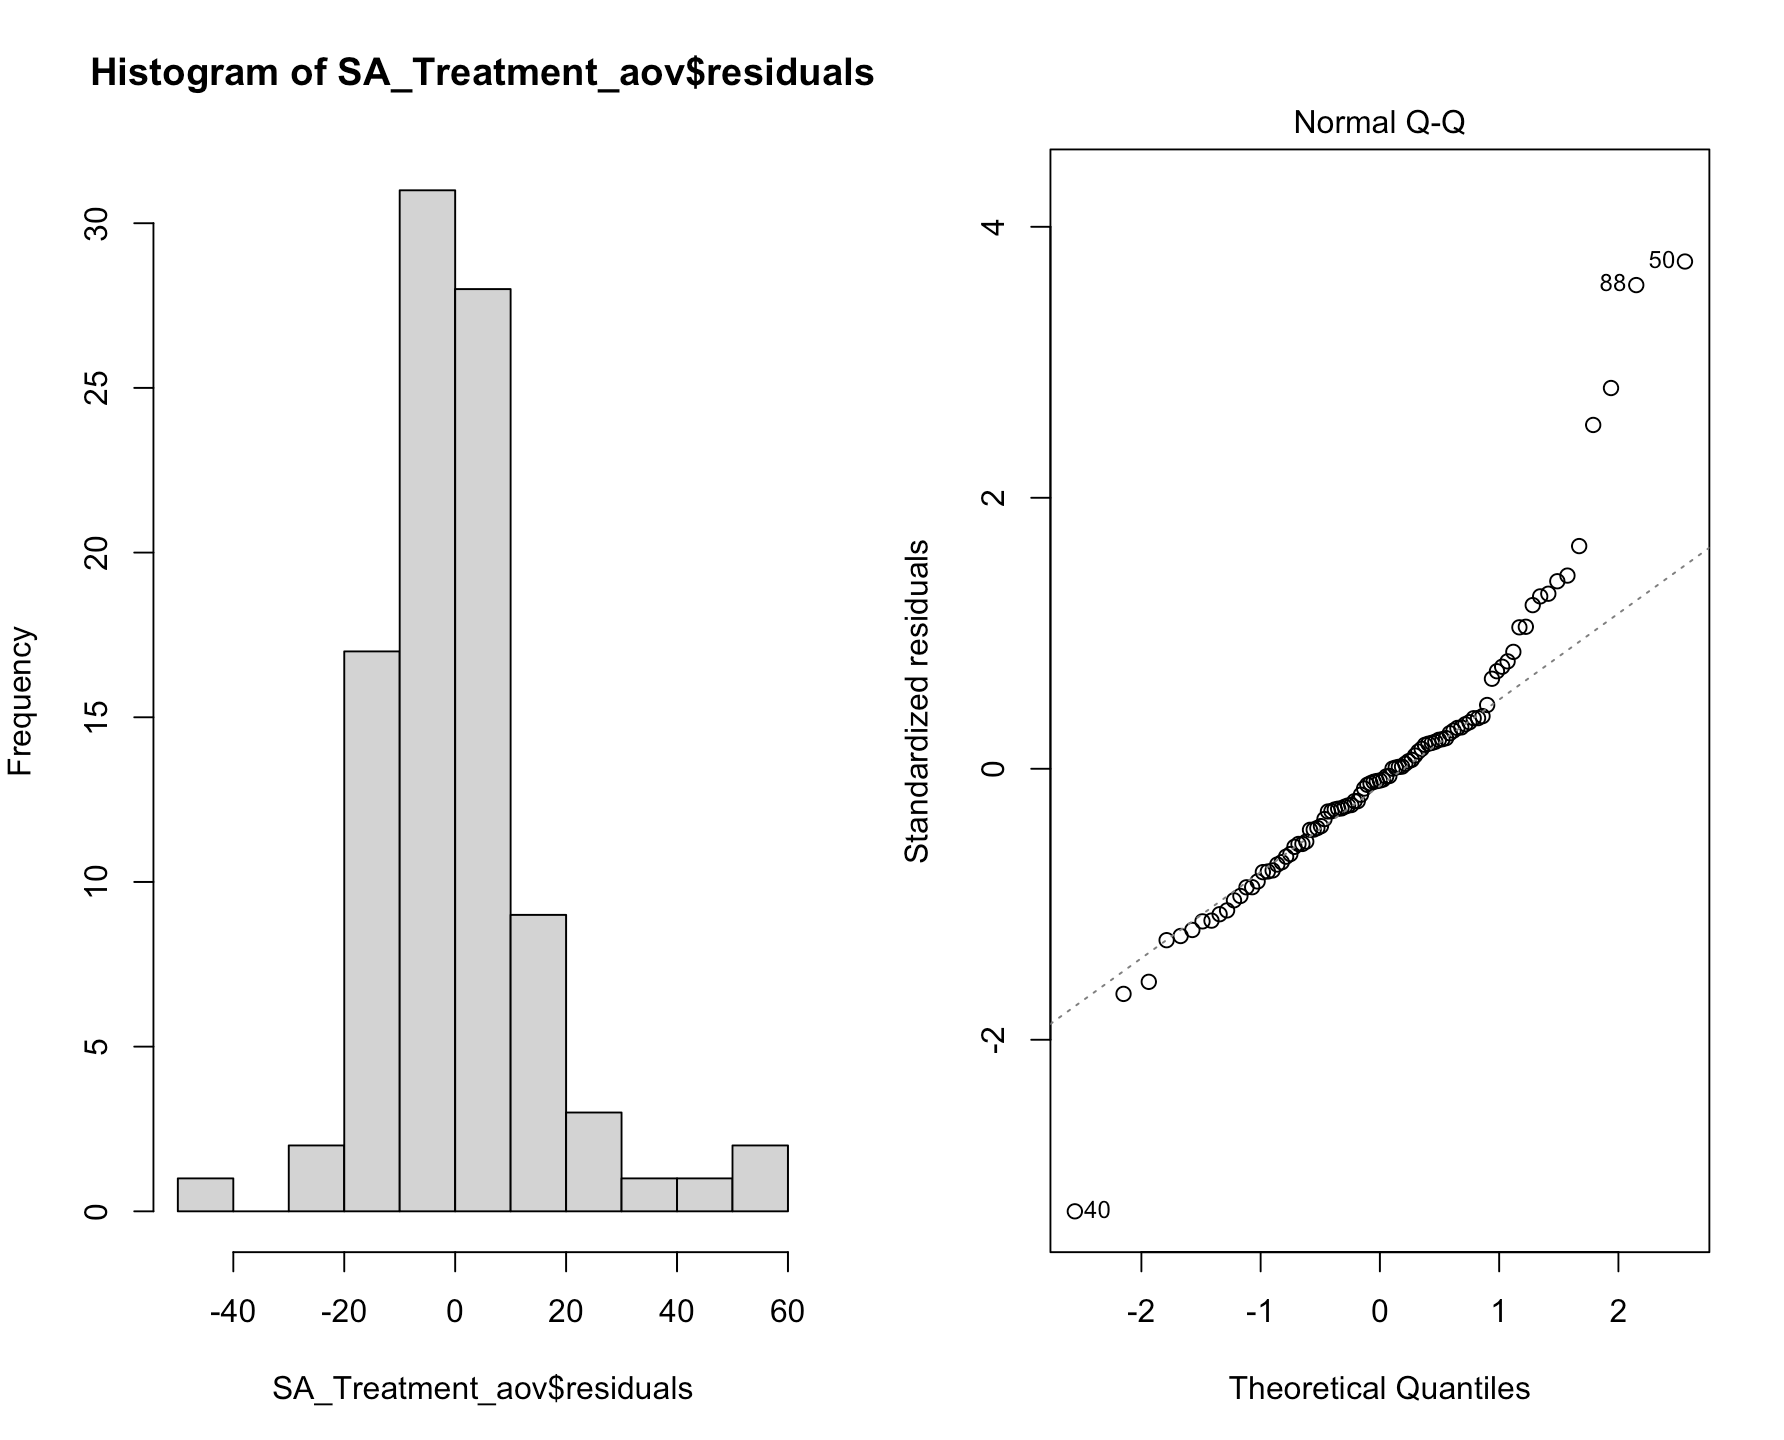 Histogram of SA_Treatment_aov$residuals
Frequency
30
25
20
15
10
5
0
-40 -20 0 20 40 60
SA_Treatment_aov$residuals
Normal Q-Q
Standardized residuals
4
2
0
-2
50
88
40
-2 -1 0 1 2
Theoretical Quantiles